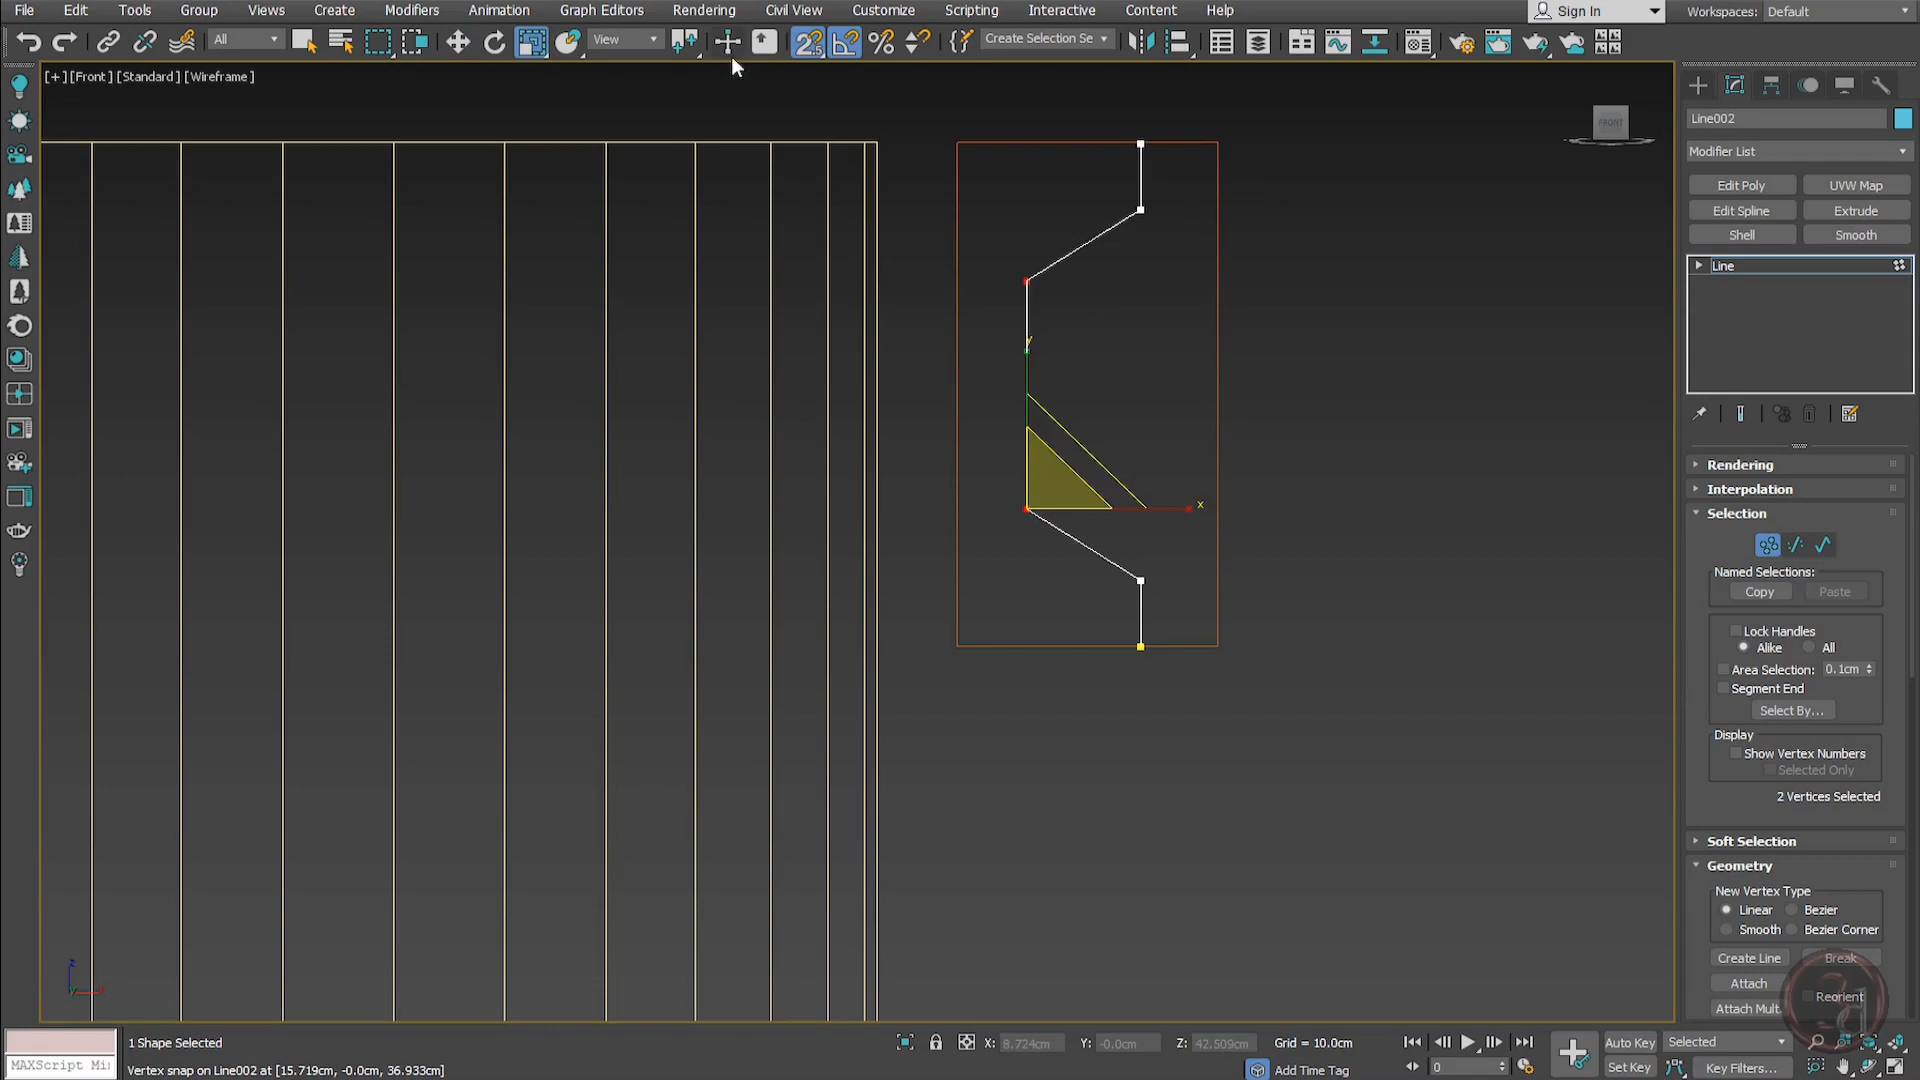 File Edit Tools Group Views Create Modifiers Animation Graph Editors Rendering Civil View Customize Scripting Interactive Content Help Sign In Workspaces: Default
All View Create Selection Se
[+] [Front] [Standard] [Wireframe]
FRONT
Line002
Modifier List
Edit Poly UVW Map
Edit Spline Extrude
Shell Smooth
Line
y
x
Rendering
Interpolation
Selection
Named Selections:
Copy Paste
Lock Handles
Alike All
Area Selection: 0.1cm
Segment End
Select By...
Display
Show Vertex Numbers
Selected Only
2 Vertices Selected
Soft Selection
Geometry
New Vertex Type
Linear Bezier
Smooth Bezier Corner
Create Line Break
Attach Reorient
Attach Mult.
z
1 Shape Selected X: 8.724cm Y: -0.0cm Z: 42.509cm Grid = 10.0cm Auto Key Selected
MAXScript Mi Vertex snap on Line002 at [15.719cm, -0.0cm, 36.933cm] Add Time Tag 0 Set Key Key Filters...